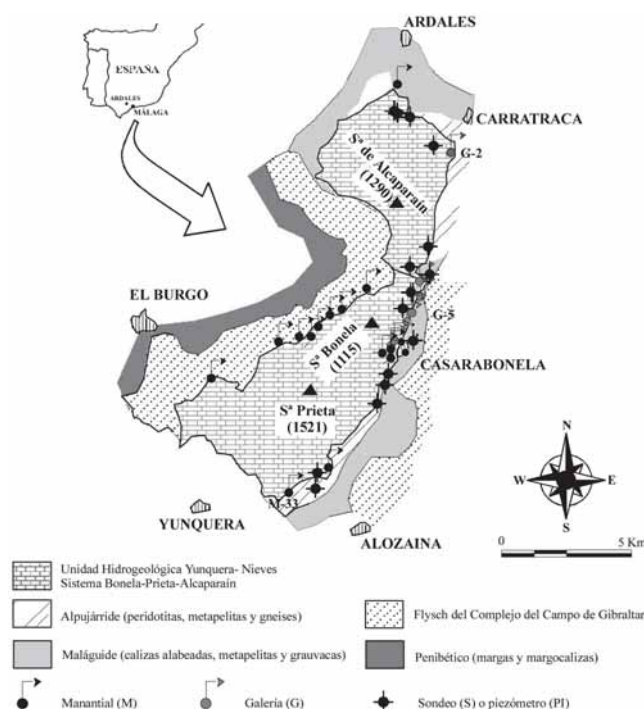 ESPAÑA
ARDALES
MÁLAGA
ARDALES
CARRATRACA
G-2
Sª de Alcaparaín
(1290)
EL BURGO
G-5
Sª Bonela
(1115)
CASARABONELA
Sª Prieta
(1521)
M-33
YUNQUERA
ALOZAINA
N
W E
S
0 5 Km
Unidad Hidrogeológica Yunquera- Nieves
Sistema Bonela-Prieta-Alcaparaín
Alpujárride (peridotitas, metapelitas y gneises)
Flysch del Complejo del Campo de Gibraltar
Maláguide (calizas alabeadas, metapelitas y grauvacas)
Penibético (margas y margocalizas)
Manantial (M)
Galería (G)
Sondeo (S) o piezómetro (PI)